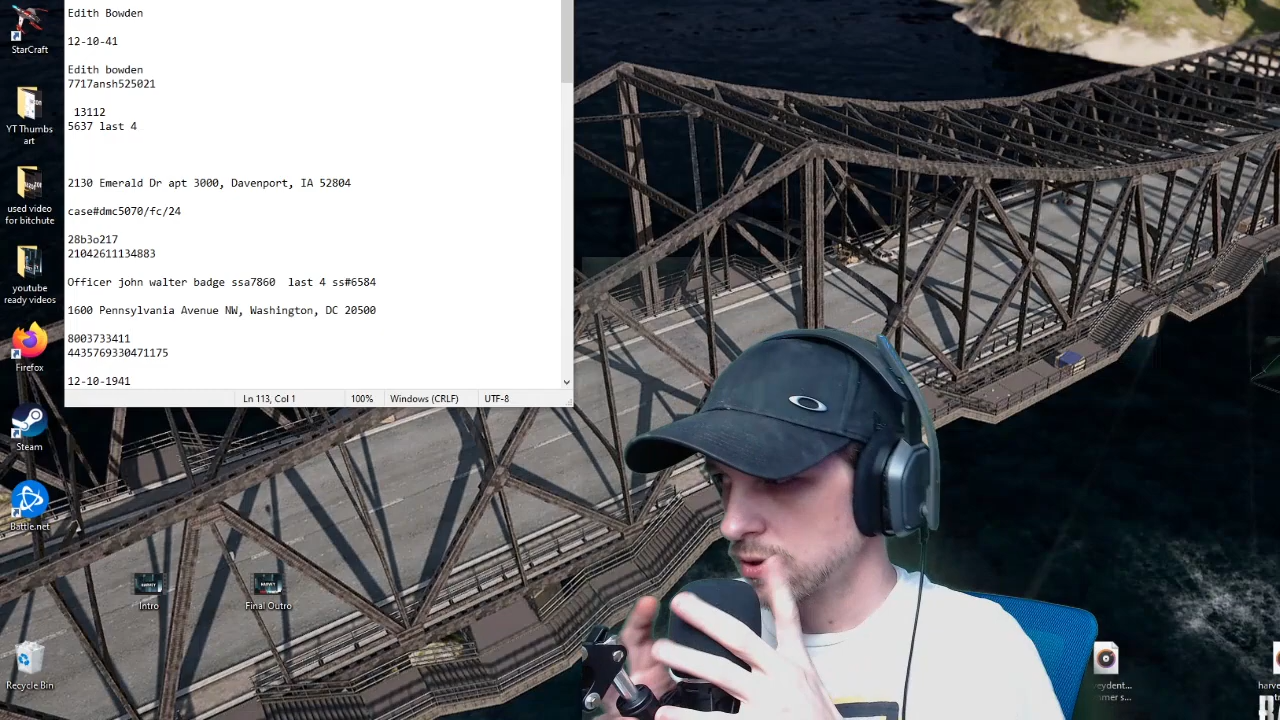 Edith Bowden
12-10-41
Edith bowden
7717ansh525021
13112
5637 last 4
2130 Emerald Dr apt 3000, Davenport, IA 52804
case#dmc5070/fc/24
28b3o217
21042611134883
Officer john walter badge ssa7860  last 4 ss#6584
1600 Pennsylvania Avenue NW, Washington, DC 20500
8003733411
4435769330471175
12-10-1941
Ln 113, Col 1
100%
Windows (CRLF)
UTF-8
StarCraft
YT Thumbs
art
used video
for bitchute
youtube
ready videos
Firefox
Steam
Battle.net
Recycle Bin
Intro
Final Outro